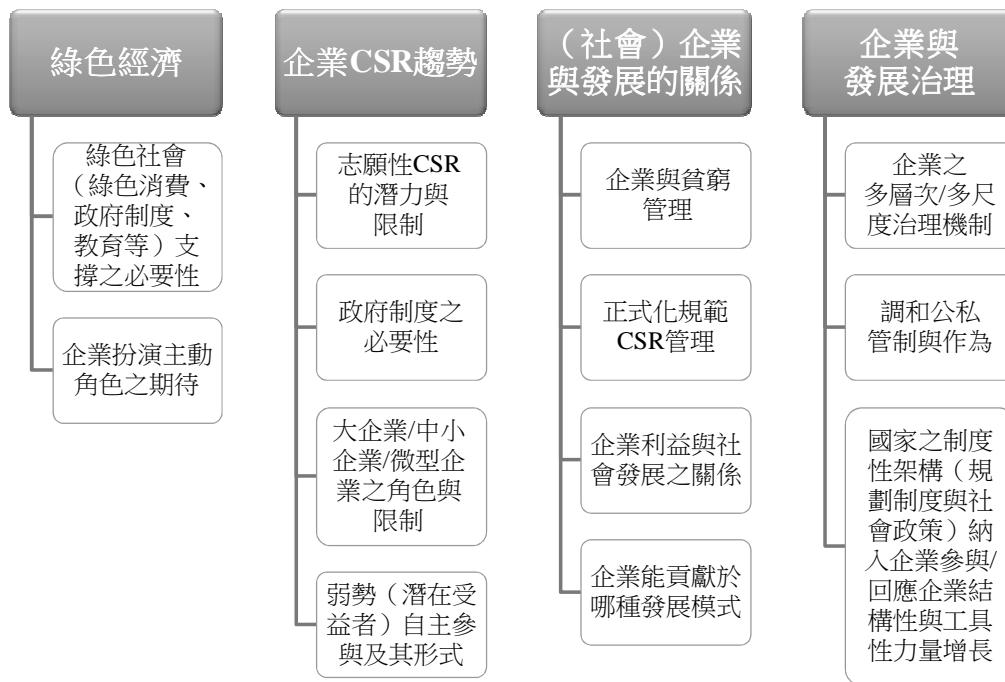 綠色經濟
綠色社會
（綠色消費、
政府制度、
教育等）支
撐之必要性
企業扮演主動
角色之期待
企業CSR趨勢
志願性CSR
的潛力與
限制
政府制度之
必要性
大企業/中小
企業/微型企
業之角色與
限制
弱勢（潛在受
益者）自主參
與及其形式
（社會）企業
與發展的關係
企業與貧窮
管理
正式化規範
CSR管理
企業利益與社
會發展之關係
企業能貢獻於
哪種發展模式
企業與
發展治理
企業之
多層次/多尺
度治理機制
調和公私
管制與作為
國家之制度
性架構（規
劃制度與社
會政策）納
入企業參與/
回應企業結
構性與工具
性力量增長